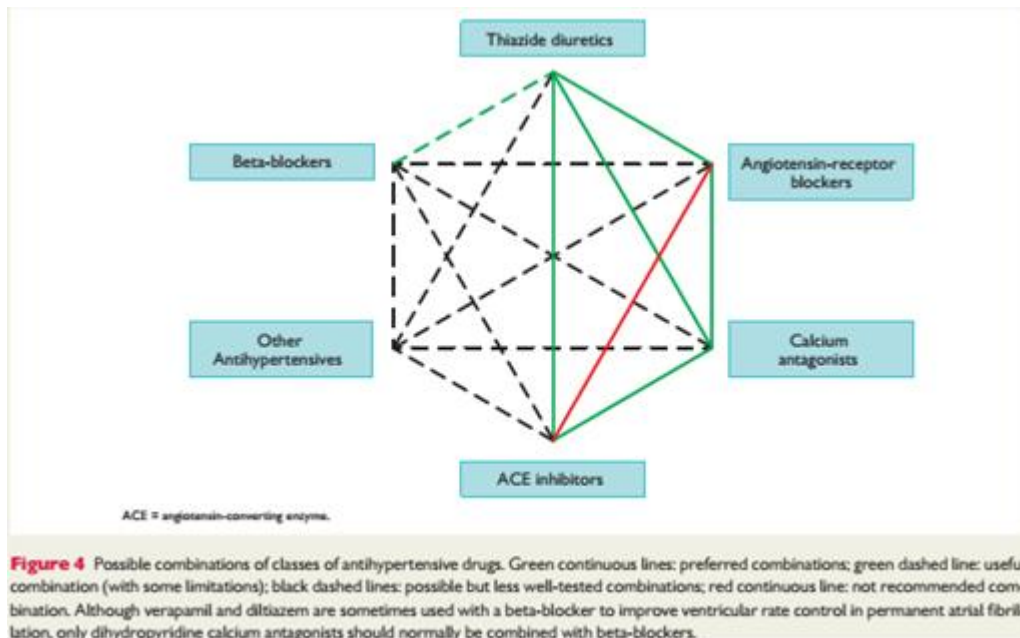 Thiazide diuretics
Beta-blockers
Angiotensin-receptor
blockers
Other
Antihypertensives
Calcium
antagonists
ACE inhibitors
ACE = angiotensin-converting enzyme.
Figure 4 Possible combinations of classes of antihypertensive drugs. Green continuous lines: preferred combinations; green dashed line: usefu
combination (with some limitations); black dashed lines: possible but less well-tested combinations; red continuous line: not recommended com
bination. Although verapamil and diltiazem are sometimes used with a beta-blocker to improve ventricular rate control in permanent atrial fibril
lation, only dihydropyridine calcium antagonists should normally be combined with beta-blockers.